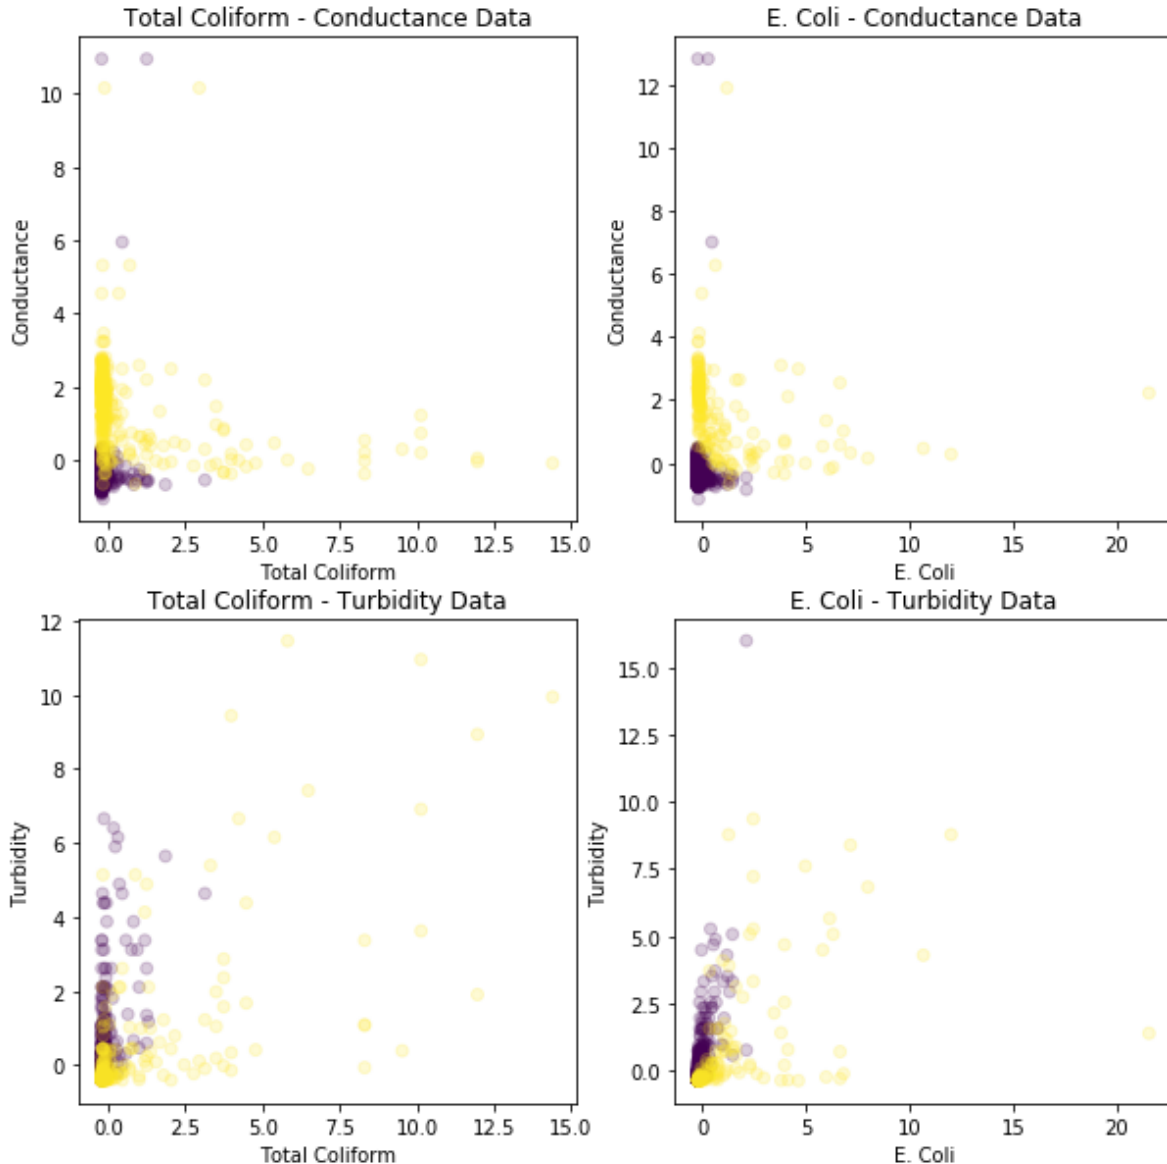 Total Coliform - Conductance Data
Conductance
10
8
6
4
2
0
0.0 2.5 5.0 7.5 10.0 12.5 15.0
Total Coliform
E. Coli - Conductance Data
Conductance
12
10
8
6
4
2
0
0 5 10 15 20
E. Coli
Total Coliform - Turbidity Data
Turbidity
12
10
8
6
4
2
0
0.0 2.5 5.0 7.5 10.0 12.5 15.0
Total Coliform
E. Coli - Turbidity Data
Turbidity
15.0
12.5
10.0
7.5
5.0
2.5
0.0
0 5 10 15 20
E. Coli